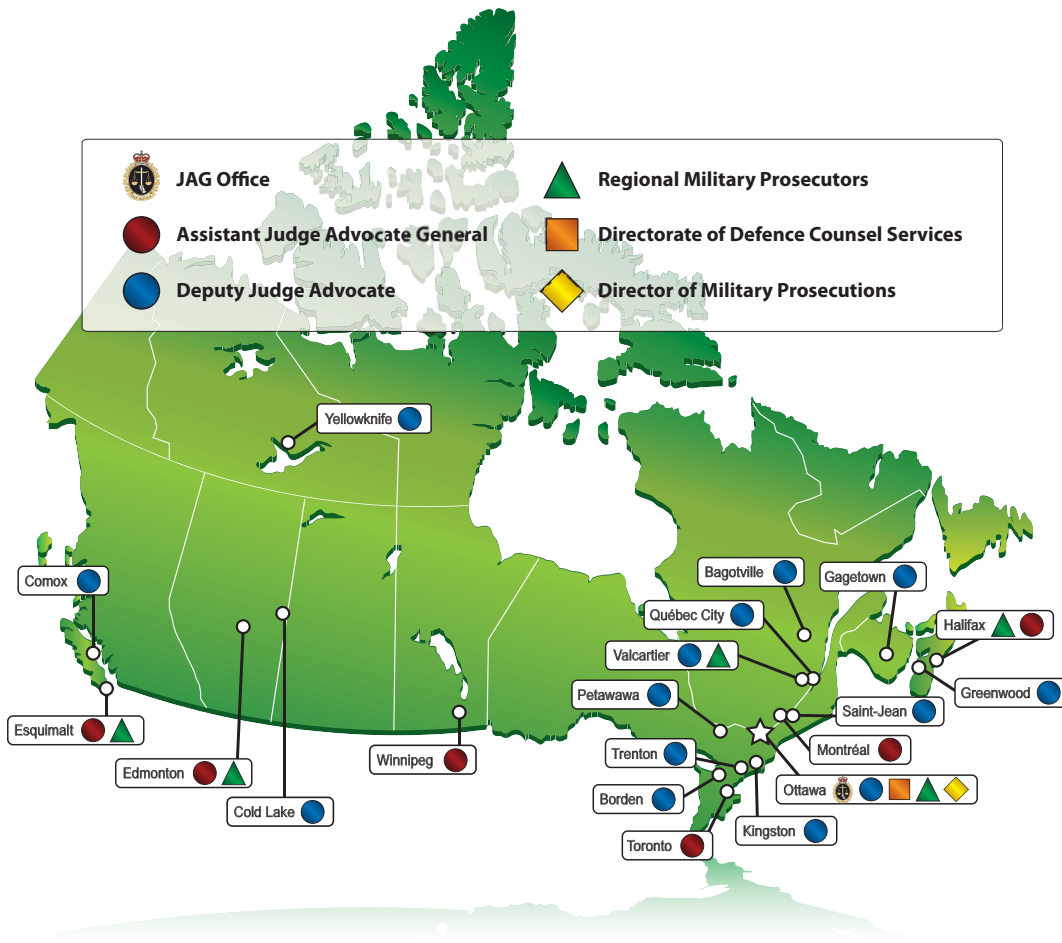 JAG Office
Assistant Judge Advocate General
Deputy Judge Advocate
Regional Military Prosecutors
Directorate of Defence Counsel Services
Director of Military Prosecutions
Yellowknife
Comox
Bagotville
Gagetown
Québec City
Halifax
Valcartier
Petawawa
Greenwood
Saint-Jean
Esquimalt
Winpeg
Montréal
Trenton
Edmonton
Ottawa
Borden
Cold Lake
Kingston
Toronto